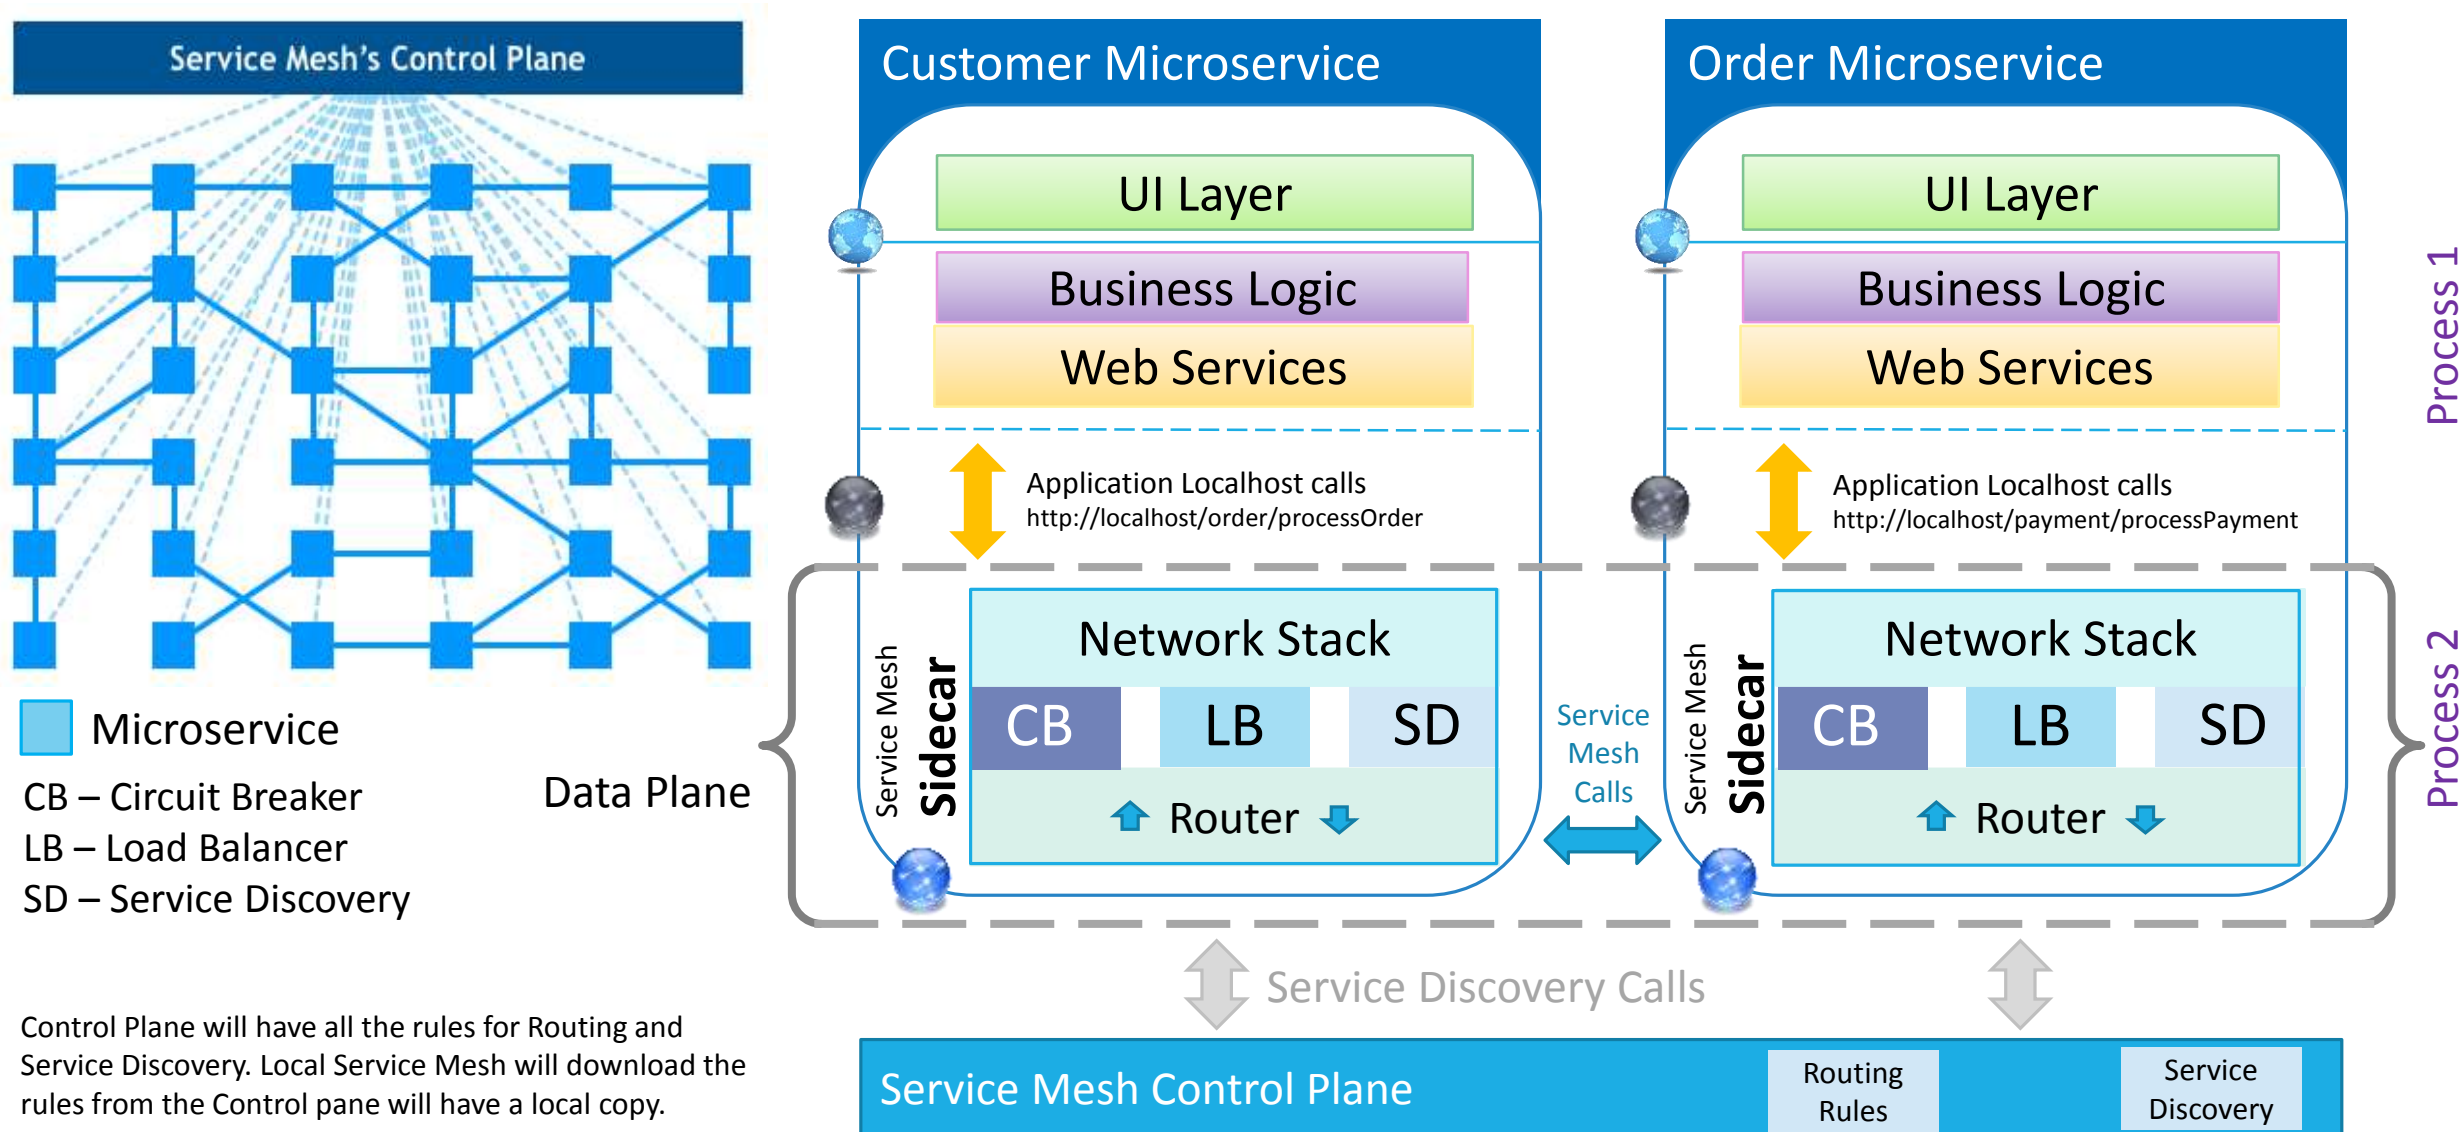 Service Mesh's Control Plane
Microservice
CB – Circuit Breaker
LB – Load Balancer
SD – Service Discovery
Control Plane will have all the rules for Routing and
Service Discovery. Local Service Mesh will download the
rules from the Control pane will have a local copy.
Data Plane
Customer Microservice
UI Layer
Business Logic
Web Services
Application Localhost calls
http://localhost/order/processOrder
Service Mesh
Sidecar
Network Stack
CB
LB
SD
Router
Service
Mesh
Calls
Order Microservice
UI Layer
Business Logic
Web Services
Application Localhost calls
http://localhost/payment/processPayment
Service Mesh
Sidecar
Network Stack
CB
LB
SD
Router
Process 1
Process 2
Service Discovery Calls
Service Mesh Control Plane
Routing
Rules
Service
Discovery